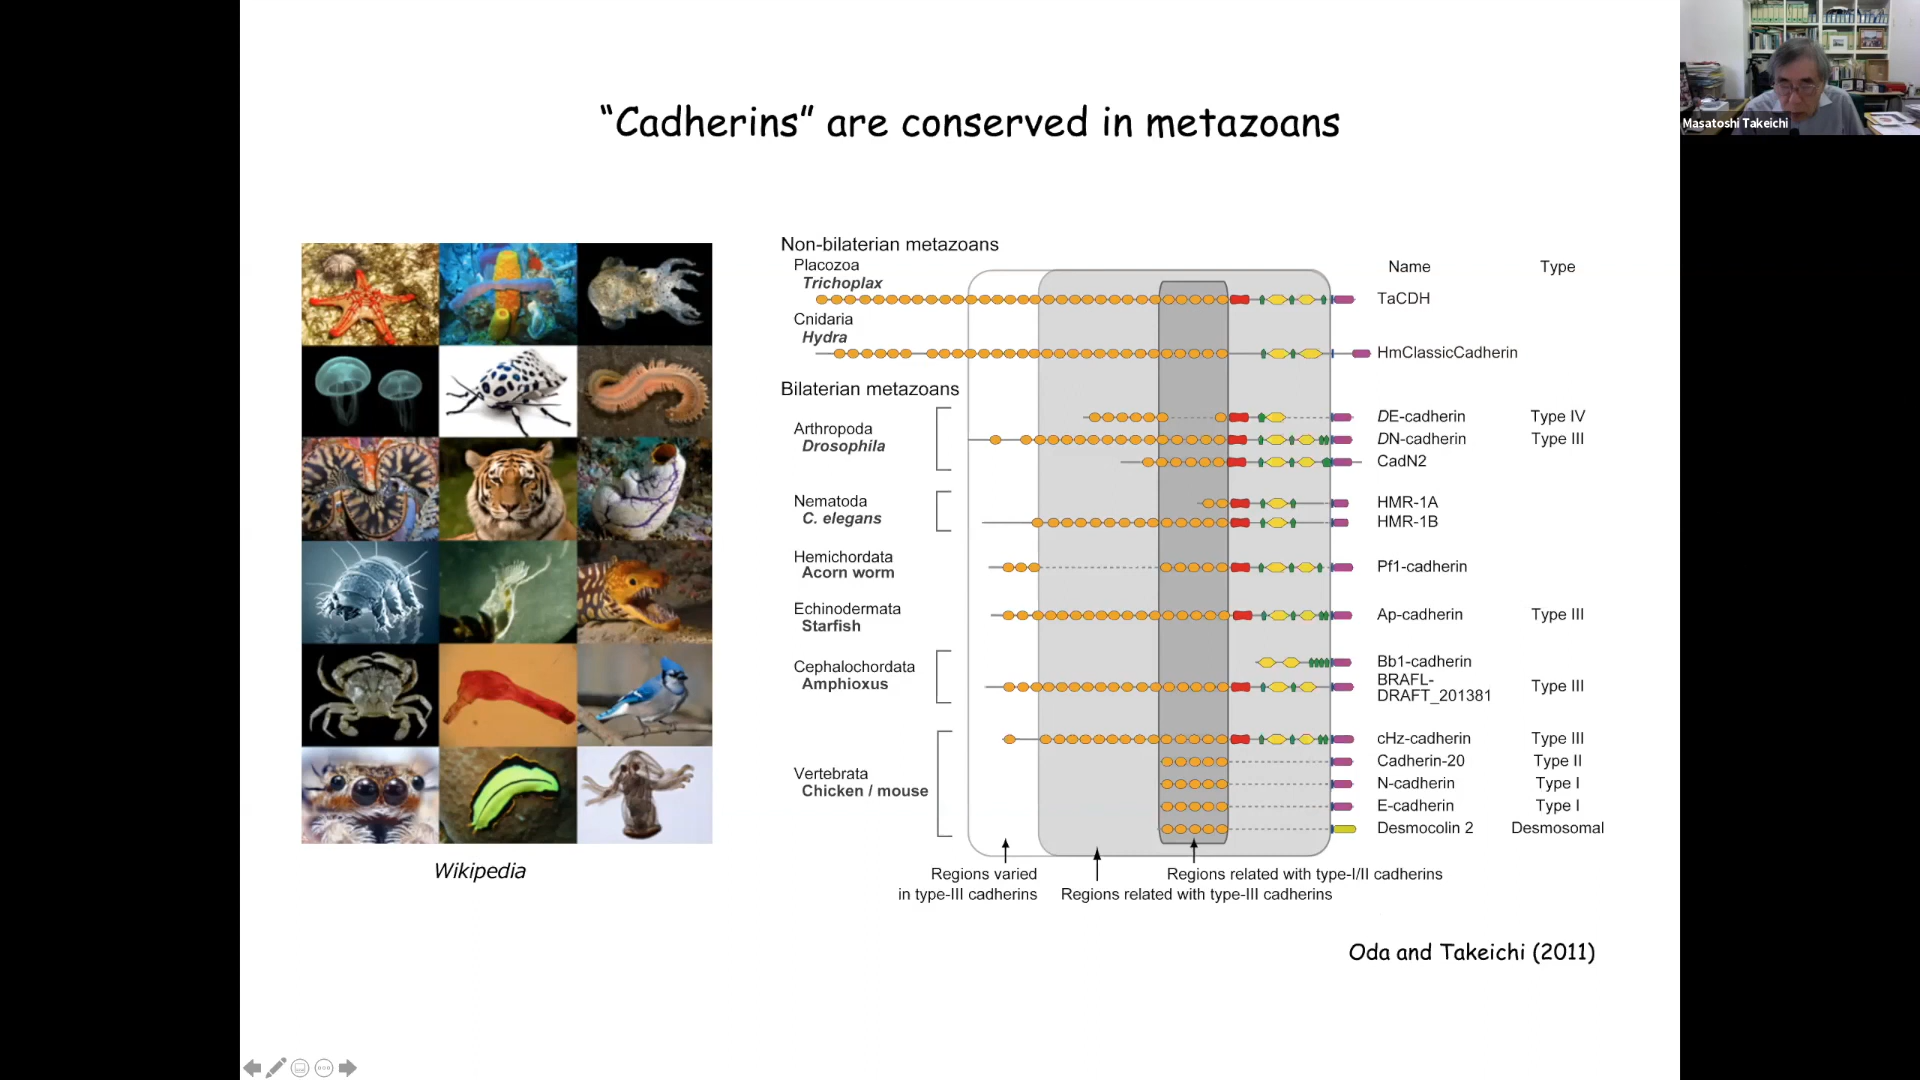 “Cadherins” are conserved in metazoans
Masatoshi Takeichi
Wikipedia
Non-bilaterian metazoans
Name Type
Placozoa
Trichoplax
TaCDH
Cnidaria
Hydra
HmClassicCadherin
Bilaterian metazoans
Arthropoda
Drosophila
DE-cadherin Type IV
DN-cadherin Type III
CadN2
Nematoda
C. elegans
HMR-1A
HMR-1B
Hemichordata
Acorn worm
Pf1-cadherin
Echinodermata
Starfish
Ap-cadherin Type III
Cephalochordata
Amphioxus
Bb1-cadherin
BRAFL-
DRAFT_201381 Type III
Vertebrata
Chicken / mouse
cHz-cadherin Type III
Cadherin-20 Type II
N-cadherin Type I
E-cadherin Type I
Desmocolin 2 Desmosomal
Regions varied
in type-III cadherins
Regions related with type-III cadherins
Regions related with type-I/II cadherins
Oda and Takeichi (2011)